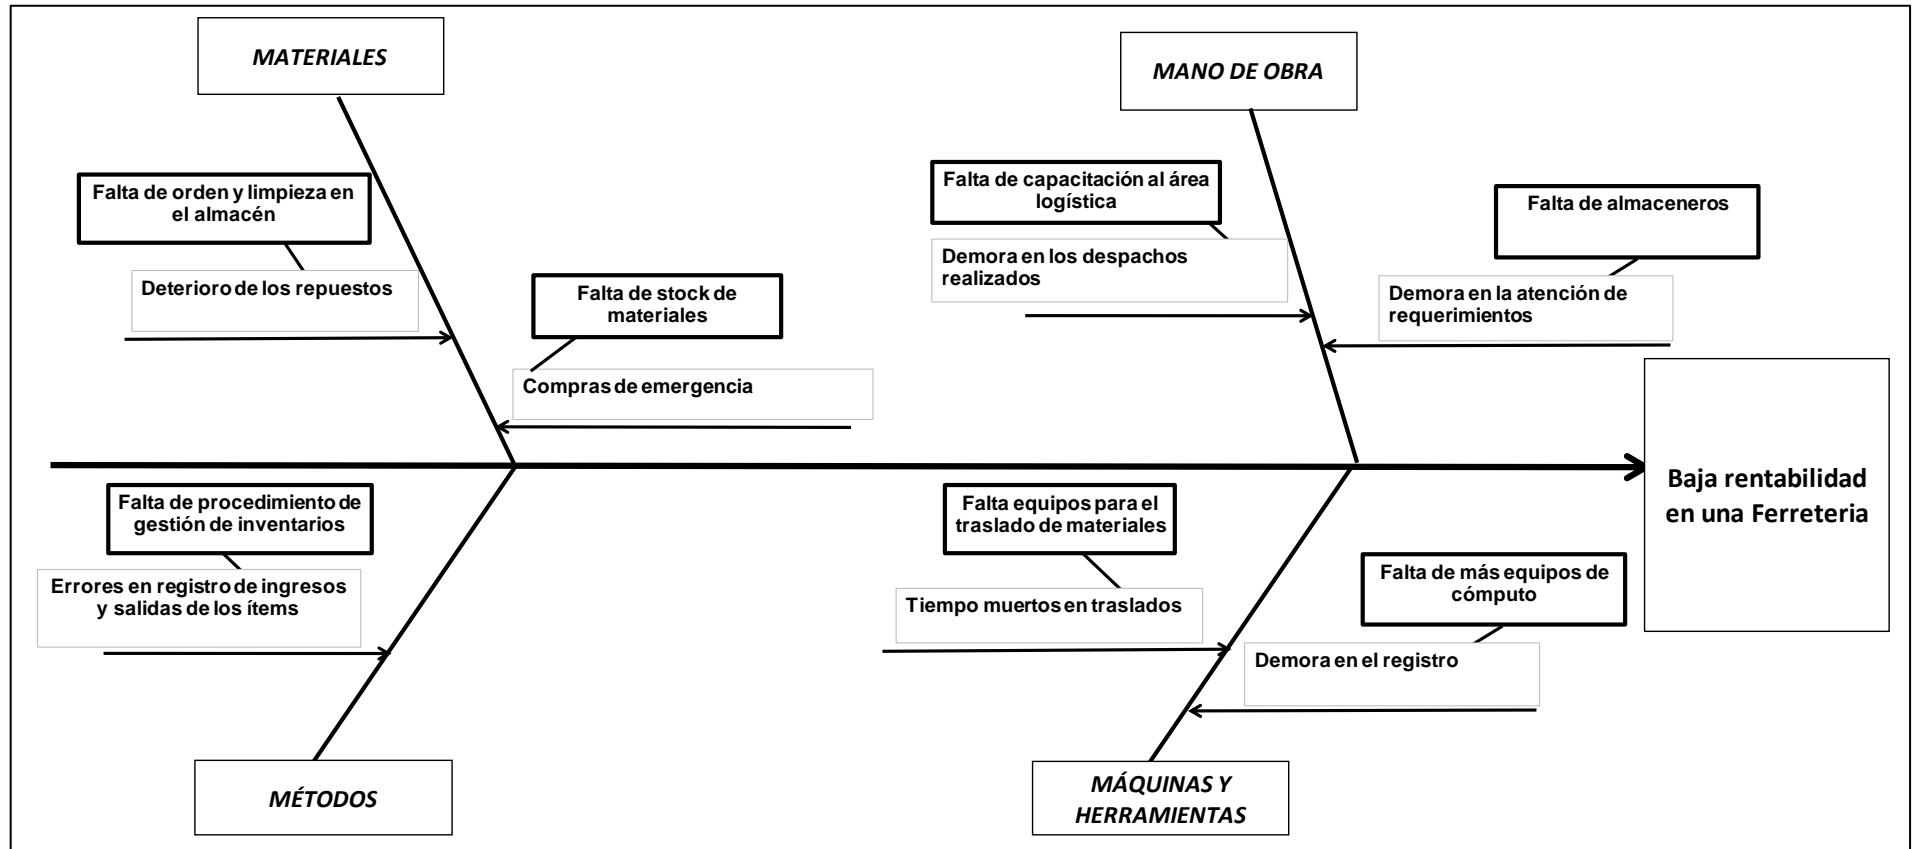 MATERIALES
MANO DE OBRA
Falta de orden y limpieza en
el almacén
Deterioro de los repuestos
Falta de stock de
materiales
Compras de emergencia
Falta de capacitación al área
logística
Demora en los despachos
realizados
Falta de almaceneros
Demora en la atención de
requerimientos
Baja rentabilidad
en una Ferreteria
Falta de procedimiento de
gestión de inventarios
Errores en registro de ingresos
y salidas de los ítems
Falta equipos para el
traslado de materiales
Tiempo muertos en traslados
Falta de más equipos de
cómputo
Demora en el registro
MÉTODOS
MÁQUINAS Y
HERRAMIENTAS